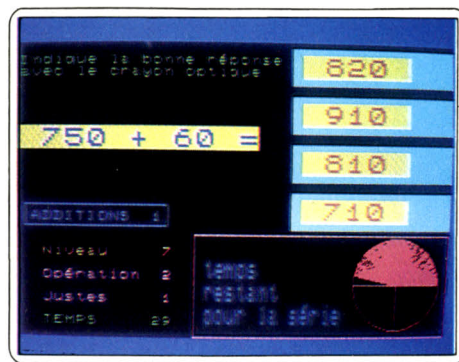 Indique la bonne réponse
avec le crayon optique
750 + 60 =
820
910
810
710
ADDITIONS 1
Niveau 7
Opération 2
Justes 1
TEMPS 29
temps
restant
pour la série